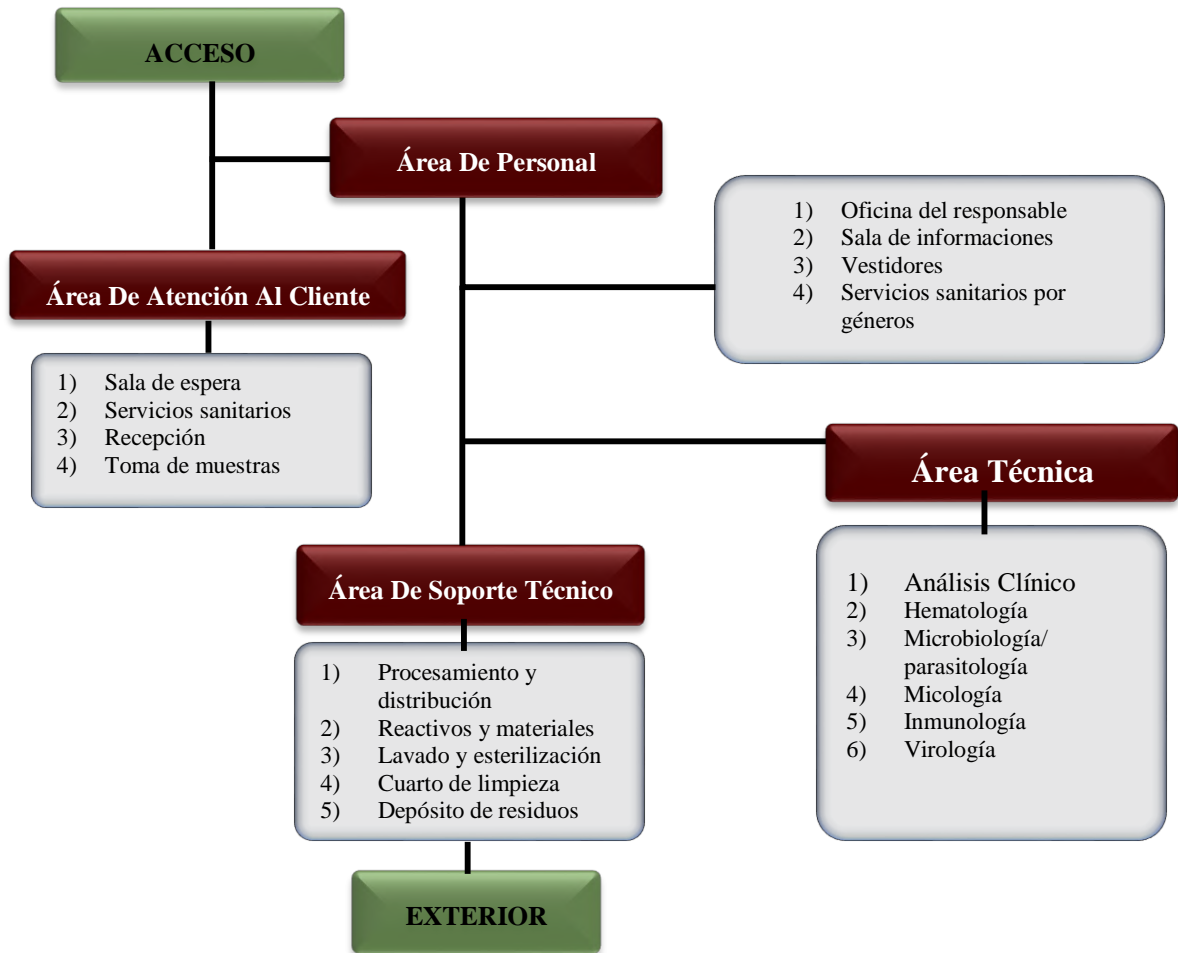 ACCESO
Área De Personal
1) Oficina del responsable
2) Sala de informaciones
3) Vestidores
4) Servicios sanitarios por
géneros
Área De Atención Al Cliente
1) Sala de espera
2) Servicios sanitarios
3) Recepción
4) Toma de muestras
Área Técnica
1) Análisis Clínico
2) Hematología
3) Microbiología/
parasitología
4) Micología
5) Inmunología
6) Virología
Área De Soporte Técnico
1) Procesamiento y
distribución
2) Reactivos y materiales
3) Lavado y esterilización
4) Cuarto de limpieza
5) Depósito de residuos
EXTERIOR